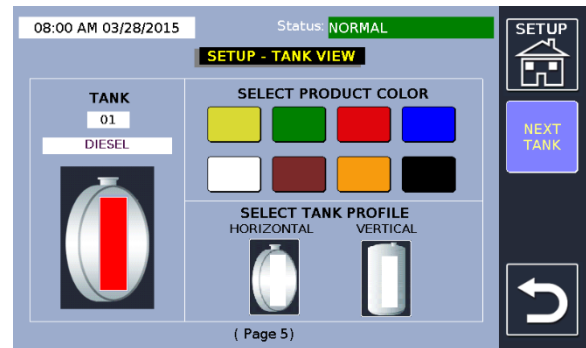 08:00 AM 03/28/2015
Status: NORMAL
SETUP
SETUP - TANK VIEW
TANK
01
DIESEL
SELECT PRODUCT COLOR
NEXT
TANK
SELECT TANK PROFILE
HORIZONTAL
VERTICAL
( Page 5)